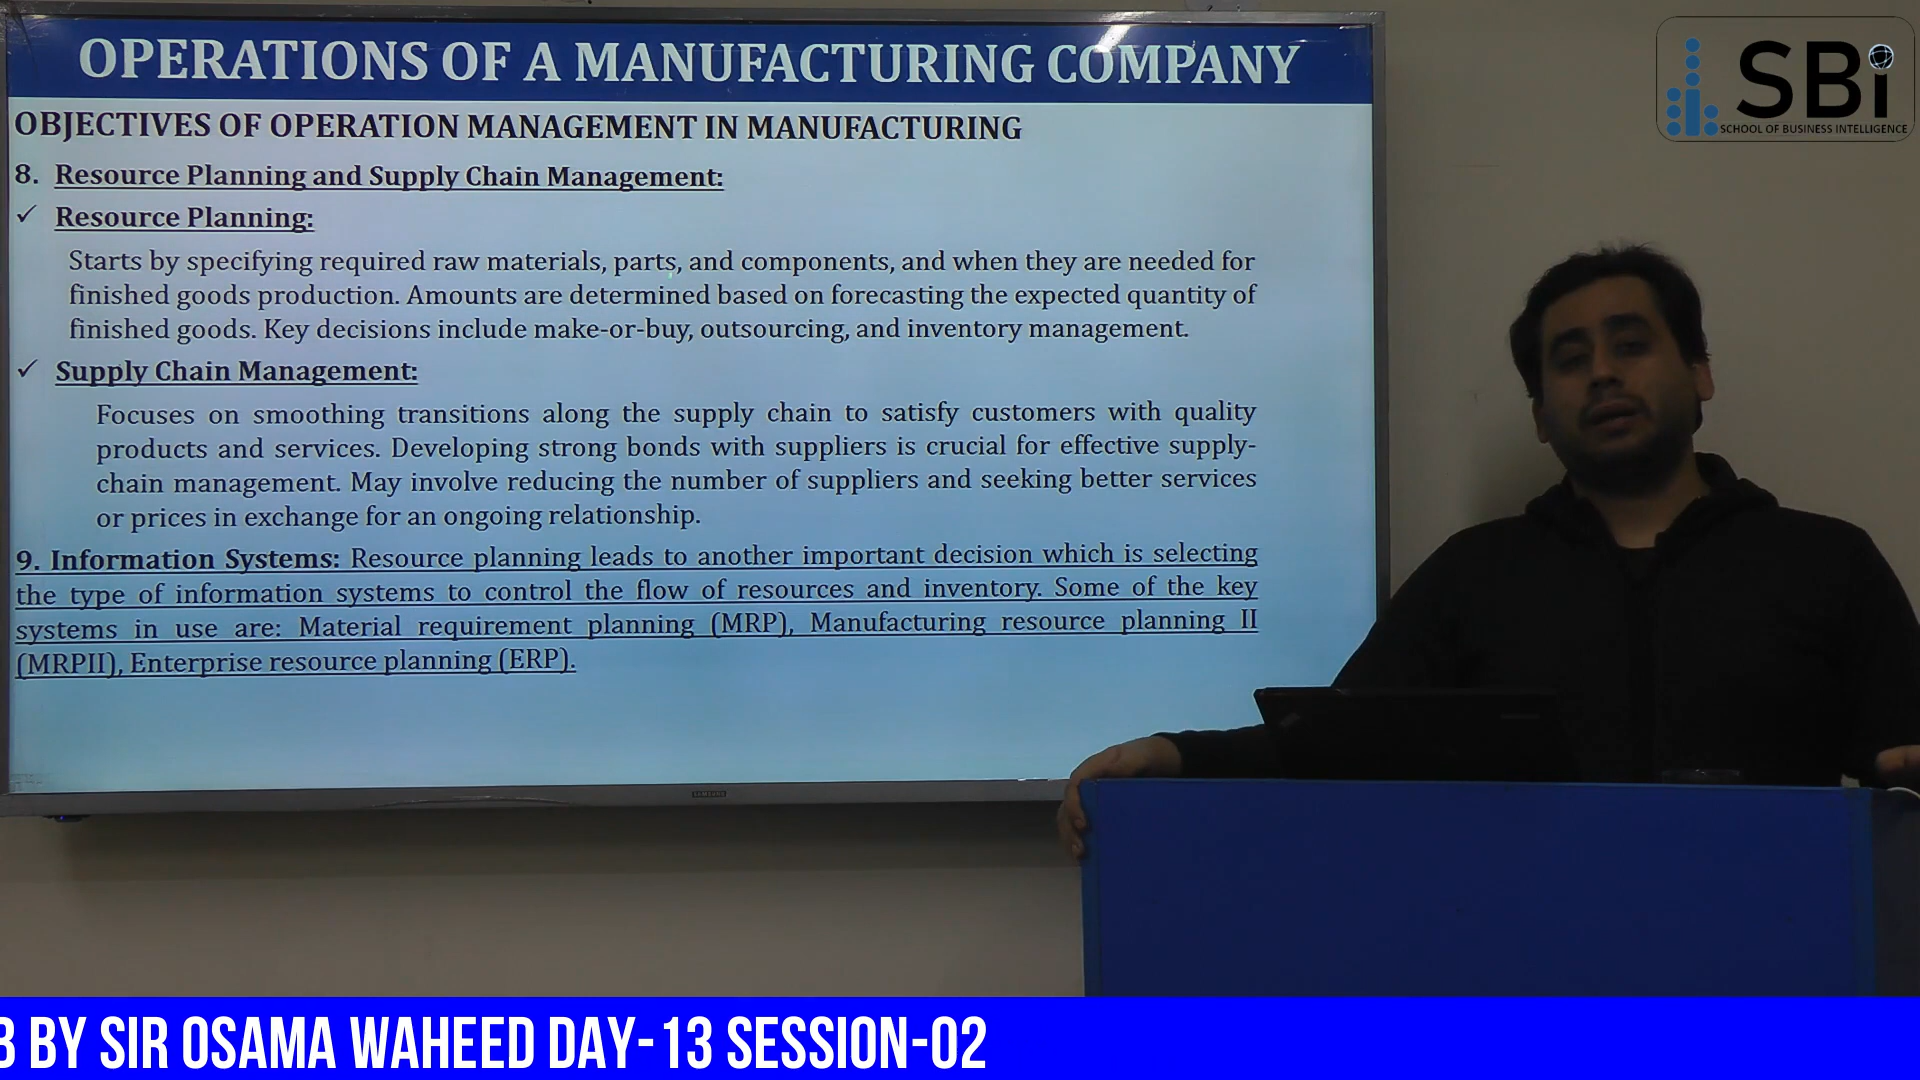 OPERATIONS OF A MANUFACTURING COMPANY
OBJECTIVES OF OPERATION MANAGEMENT IN MANUFACTURING
8. Resource Planning and Supply Chain Management:
✓ Resource Planning:
Starts by specifying required raw materials, parts, and components, and when they are needed for
finished goods production. Amounts are determined based on forecasting the expected quantity of
finished goods. Key decisions include make-or-buy, outsourcing, and inventory management.
✓ Supply Chain Management:
Focuses on smoothing transitions along the supply chain to satisfy customers with quality
products and services. Developing strong bonds with suppliers is crucial for effective supply-
chain management. May involve reducing the number of suppliers and seeking better services
or prices in exchange for an ongoing relationship.
9. Information Systems: Resource planning leads to another important decision which is selecting
the type of information systems to control the flow of resources and inventory. Some of the key
systems in use are: Material requirement planning (MRP), Manufacturing resource planning II
(MRPII), Enterprise resource planning (ERP).
SAMSUNG
SBi
SCHOOL OF BUSINESS INTELLIGENCE
BY SIR OSAMA WAHEED DAY-13 SESSION-02